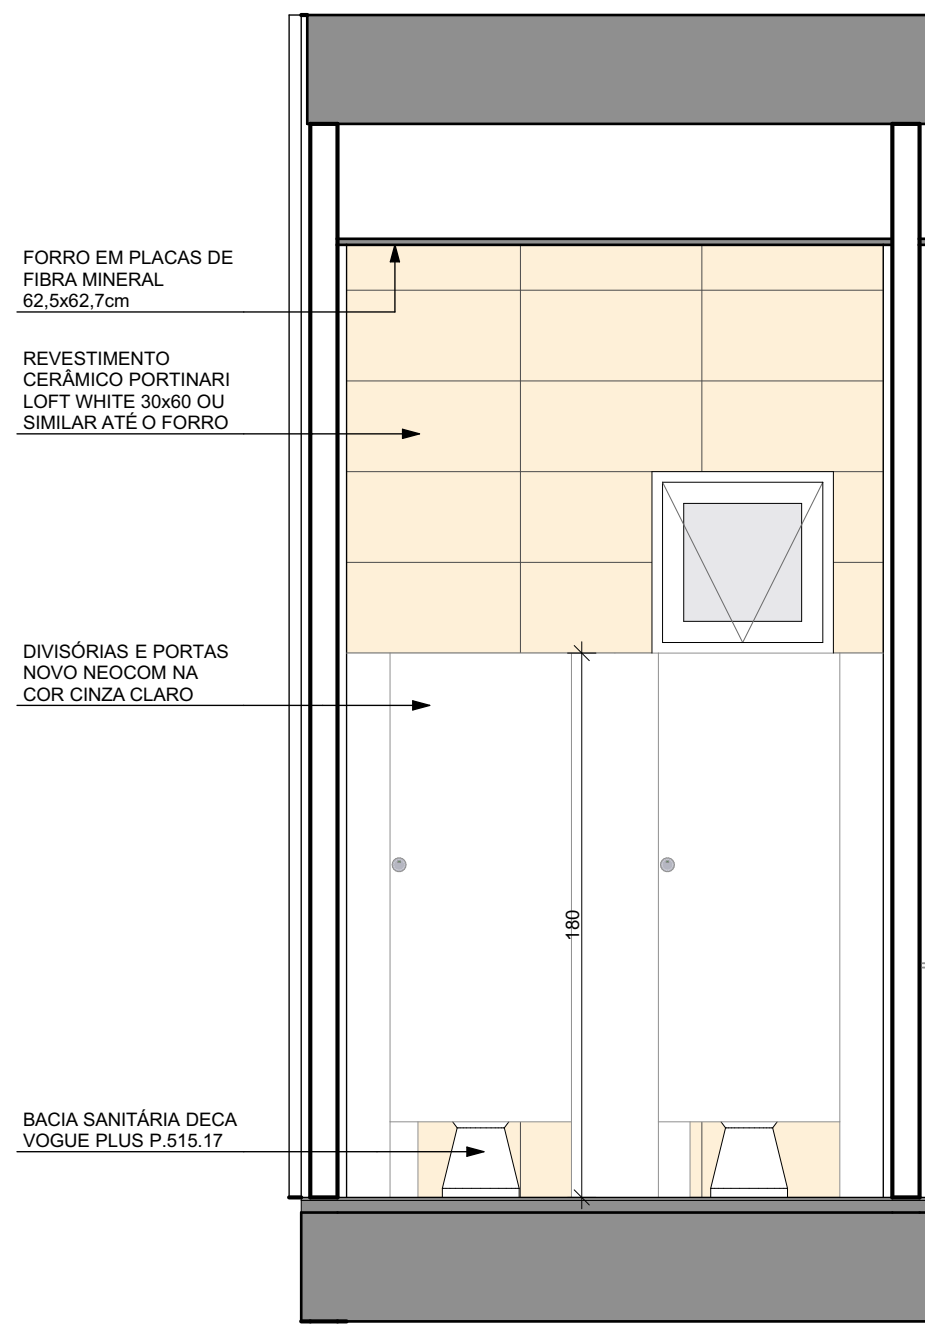 FORRO EM PLACAS DE
FIBRA MINERAL
62,5x62,7cm
REVESTIMENTO
CERÂMICO PORTINARI
LOFT WHITE 30x60 OU
SIMILAR ATÉ O FORRO
DIVISÓRIAS E PORTAS
NOVO NEOCOM NA
COR CINZA CLARO
180
BACIA SANITÁRIA DECA
VOGUE PLUS P.515.17